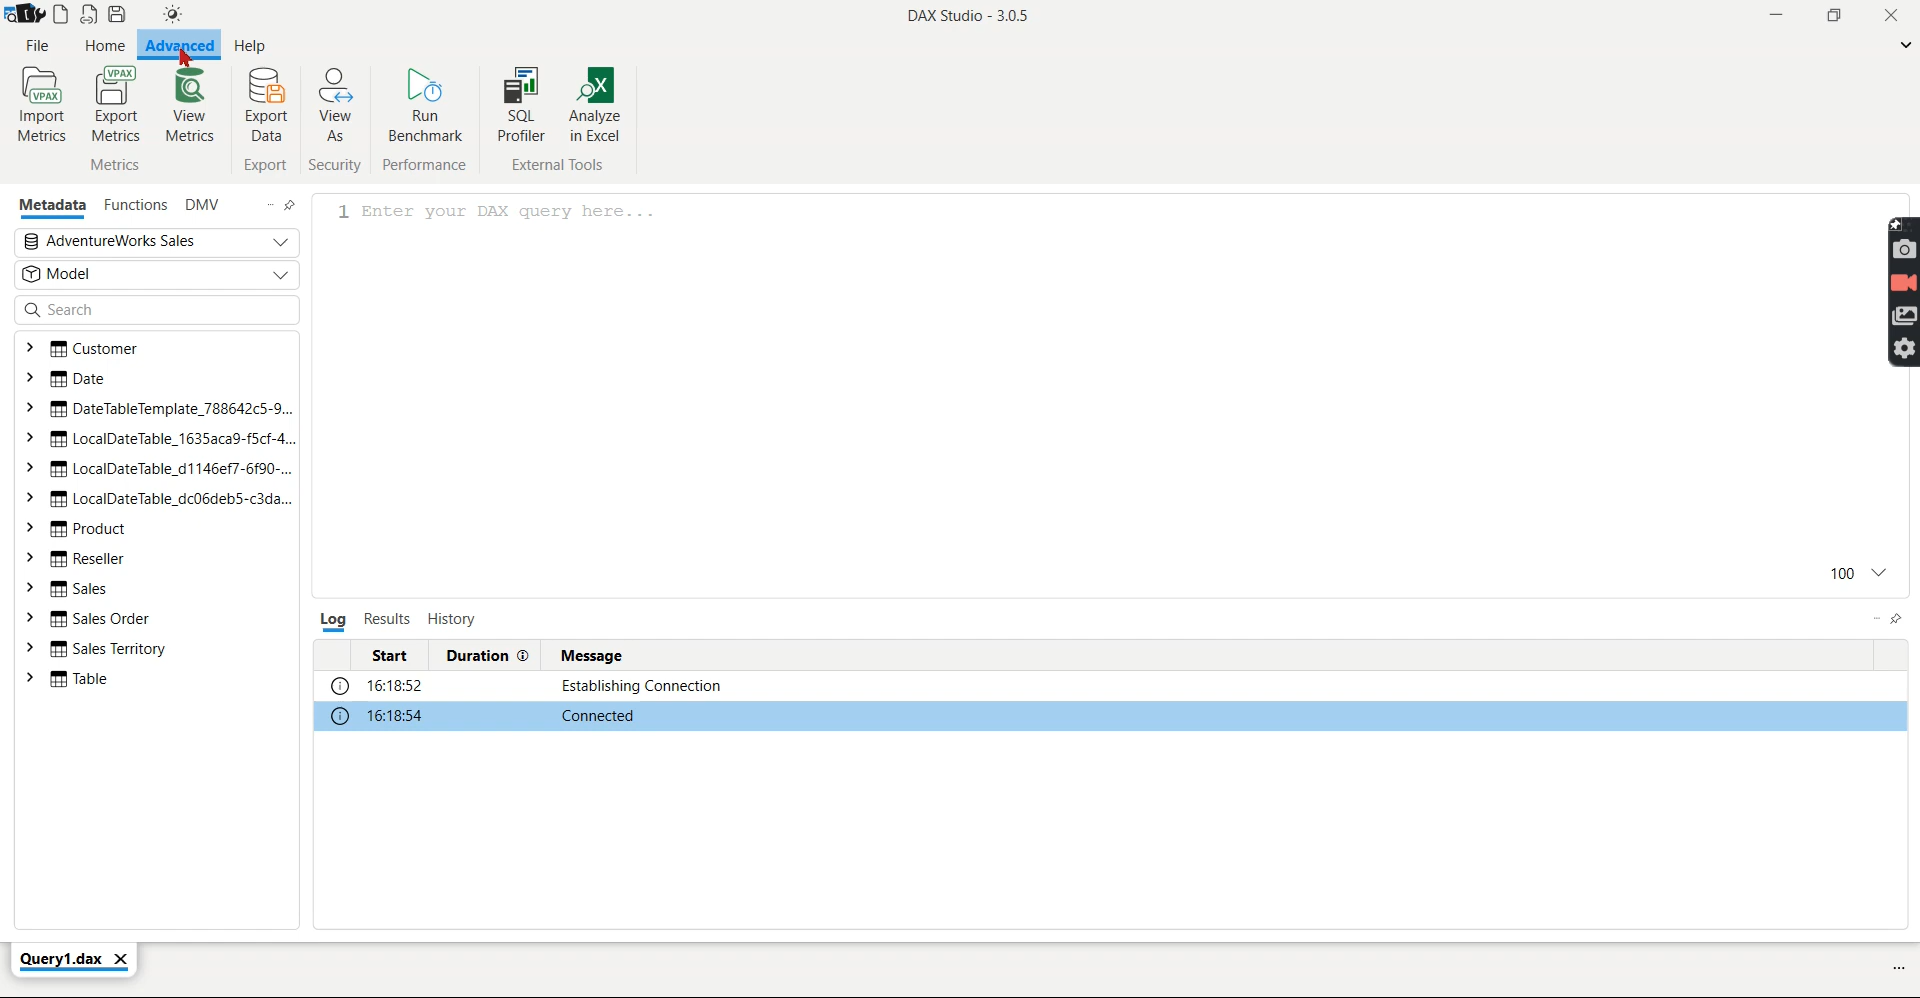 DAX Studio - 3.0.5
File Home Advanced Help
VPAX VPAX
Import Metrics
Export Metrics
View Metrics
Export Data
View As
Run Benchmark
SQL Profiler
Analyze in Excel
Metrics Export Security Performance External Tools
Metadata Functions DMV
AdventureWorks Sales
Model
Search
Customer
Date
DateTableTemplate_788642c5-9...
LocalDateTable_1635aca9-f5cf-4...
LocalDateTable_d1146ef7-6f90-...
LocalDateTable_dc06deb5-c3da...
Product
Reseller
Sales
Sales Order
Sales Territory
Table
1 Enter your DAX query here...
100
Log Results History
Start Duration Message
16:18:52 Establishing Connection
16:18:54 Connected
Query1.dax